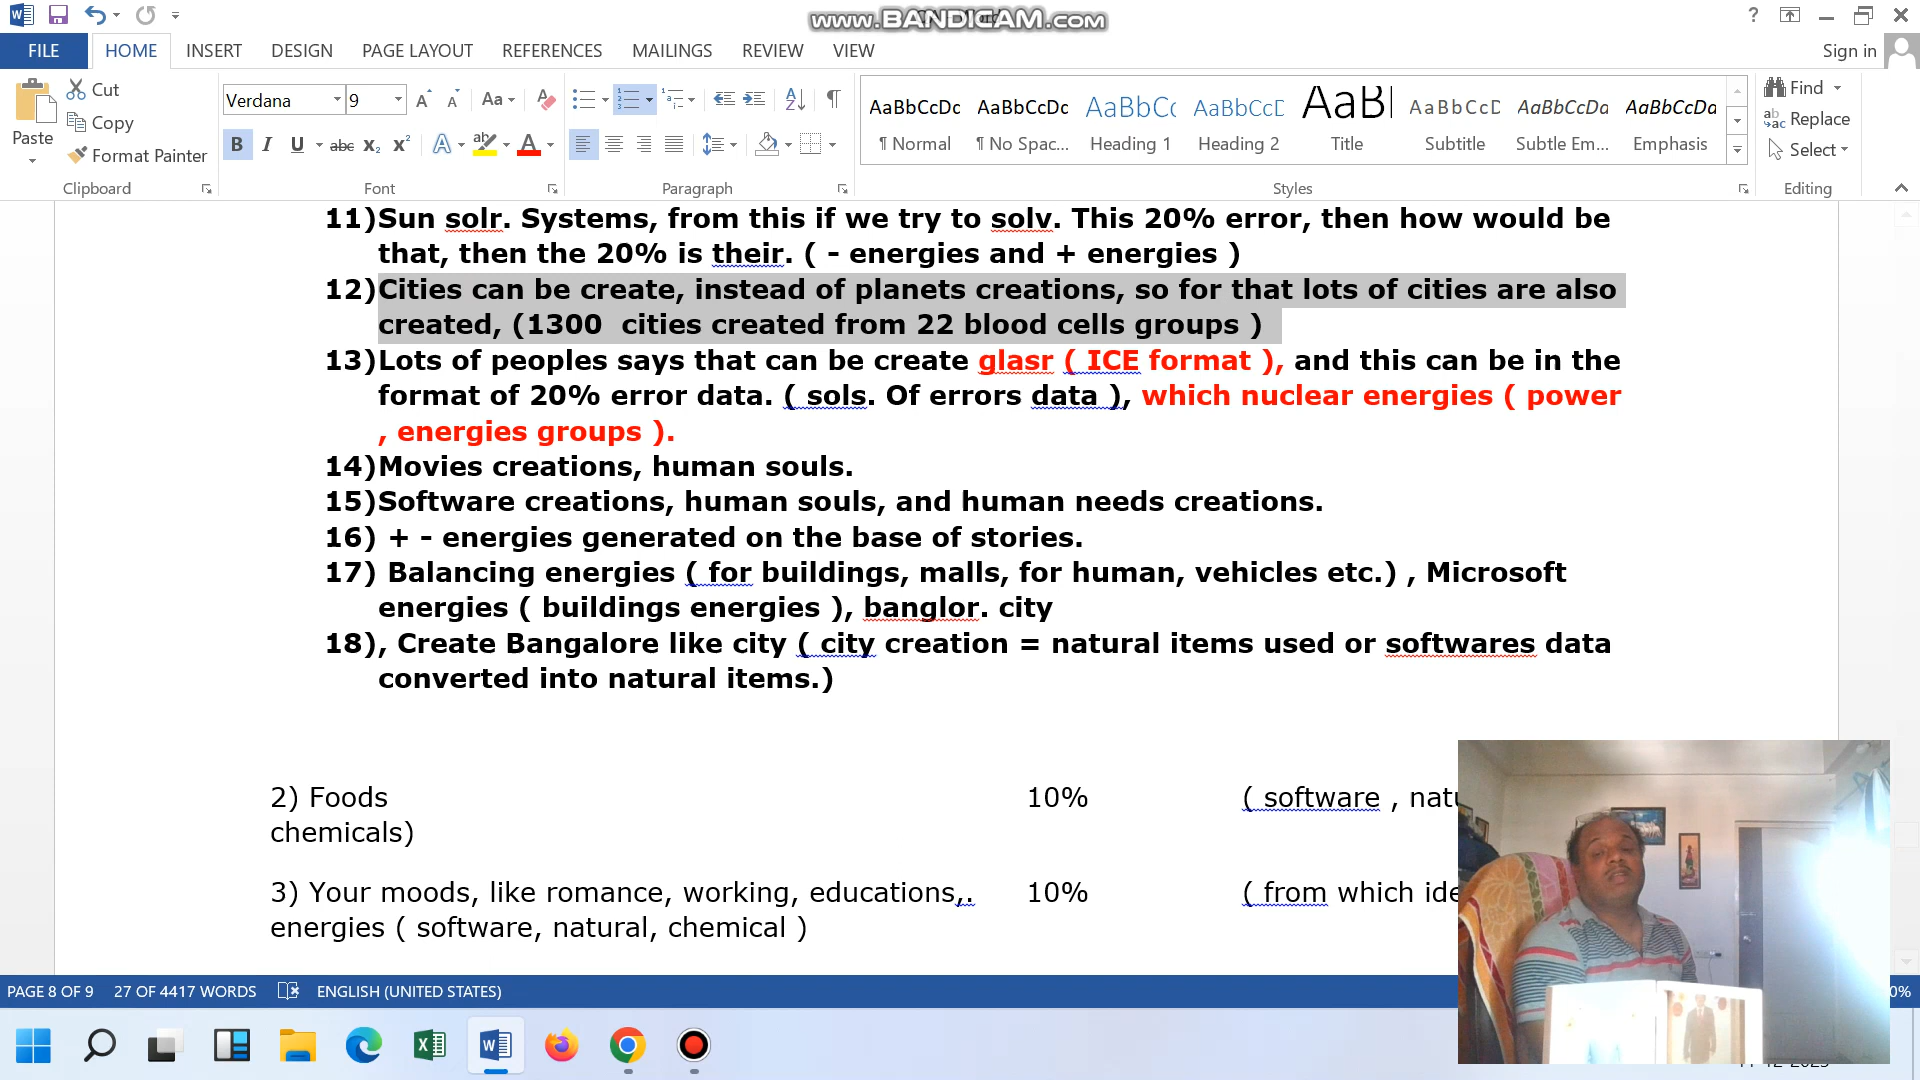 www.BANDICAM.com
FILE HOME INSERT DESIGN PAGE LAYOUT REFERENCES MAILINGS REVIEW VIEW Sign in
Paste Cut Copy Format Painter Clipboard
Verdana 9 Font
Paragraph
AaBbCcDc AaBbCcDc AaBbC AaBbCcD AaB AaBbCcD AaBbCcDa AaBbCcDa
¶ Normal ¶ No Spac... Heading 1 Heading 2 Title Subtitle Subtle Em... Emphasis
Styles
Find Replace Select Editing
11)Sun solr. Systems, from this if we try to solv. This 20% error, then how would be
that, then the 20% is their. ( - energies and + energies )
12)Cities can be create, instead of planets creations, so for that lots of cities are also
created, (1300  cities created from 22 blood cells groups )
13)Lots of peoples says that can be create glasr ( ICE format ), and this can be in the
format of 20% error data. ( sols. Of errors data ), which nuclear energies ( power
, energies groups ).
14)Movies creations, human souls.
15)Software creations, human souls, and human needs creations.
16) + - energies generated on the base of stories.
17) Balancing energies ( for buildings, malls, for human, vehicles etc.) , Microsoft
energies ( buildings energies ), banglor. city
18), Create Bangalore like city ( city creation = natural items used or softwares data
converted into natural items.)
2) Foods 10% ( software ,
chemicals)
3) Your moods, like romance, working, educations,. 10% ( from which
energies ( software, natural, chemical )
PAGE 8 OF 9 27 OF 4417 WORDS ENGLISH (UNITED STATES)